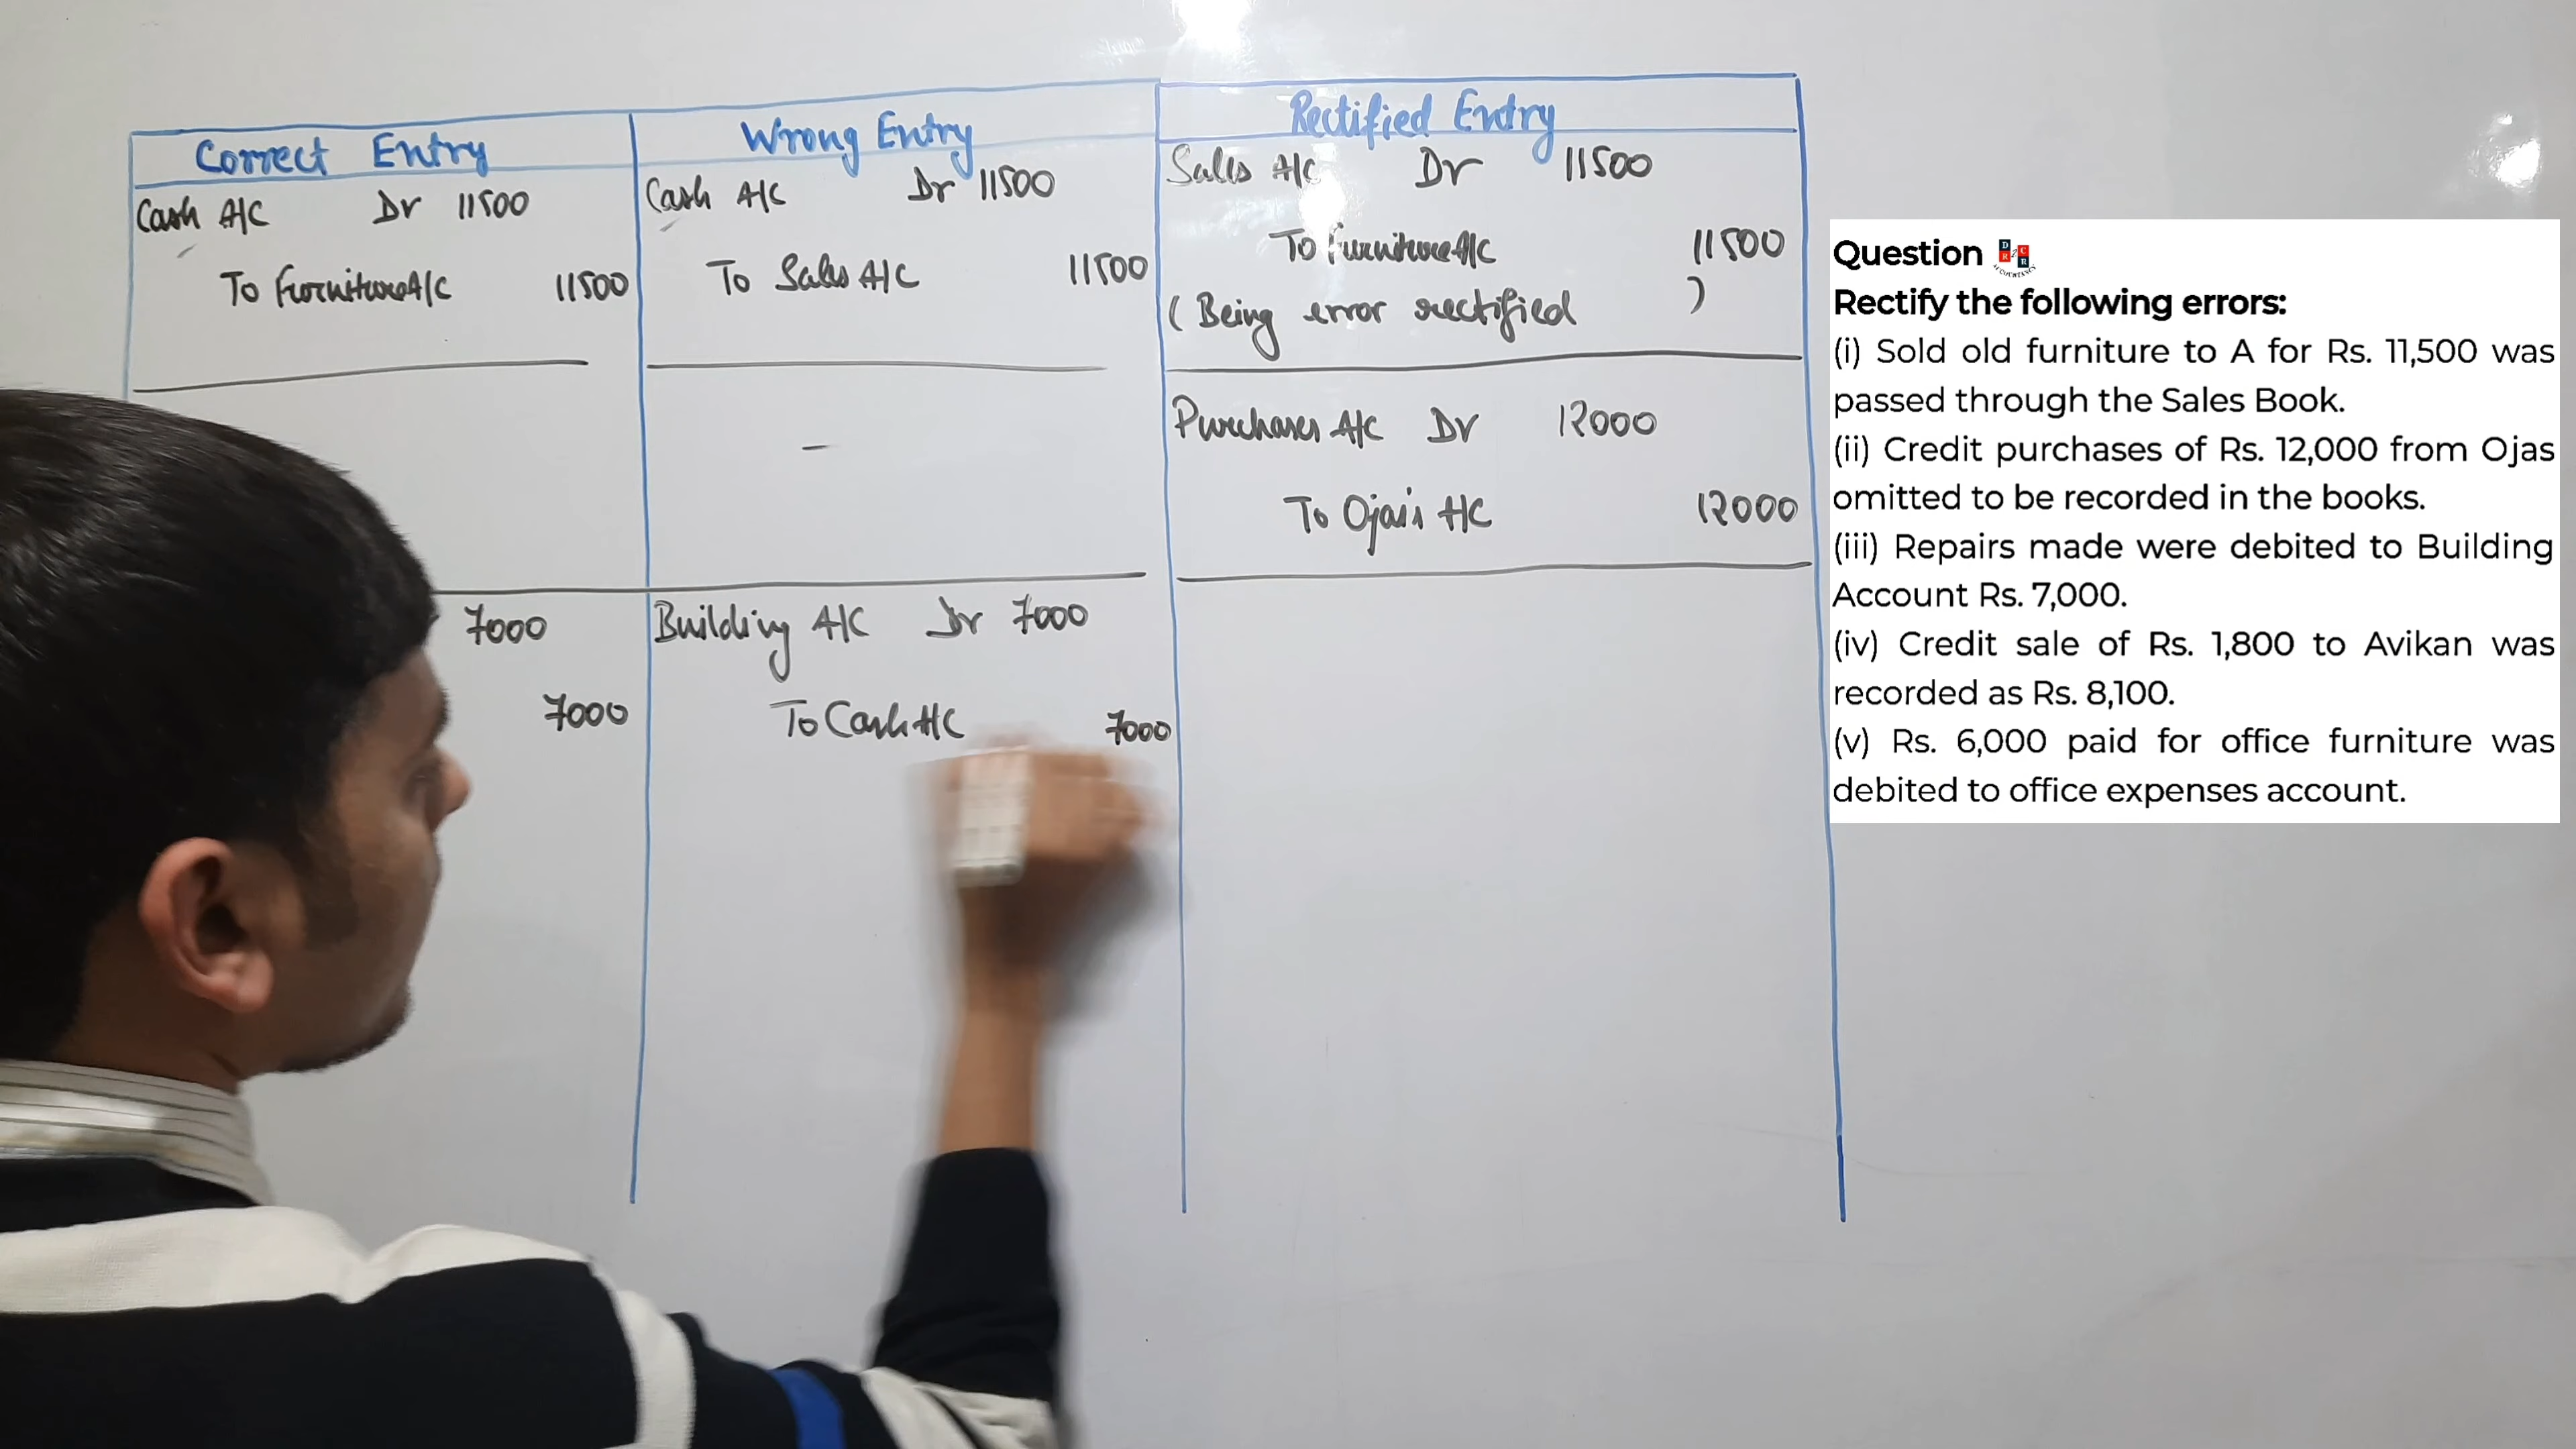 Correct Entry
Cash A/C Dr 11500
To Furniture A/C 11500
7000
7000
Wrong Entry
Cash A/C Dr 11500
To Sales A/C 11500
-
Building A/C Dr 7000
To Cash A/C 7000
Rectified Entry
Sales A/C Dr 11500
To Furniture A/C 11500
(Being error rectified )
Purchases A/C Dr 12000
To Ojas's A/C 12000
Question
Rectify the following errors:
(i) Sold old furniture to A for Rs. 11,500 was
passed through the Sales Book.
(ii) Credit purchases of Rs. 12,000 from Ojas
omitted to be recorded in the books.
(iii) Repairs made were debited to Building
Account Rs. 7,000.
(iv) Credit sale of Rs. 1,800 to Avikan was
recorded as Rs. 8,100.
(v) Rs. 6,000 paid for office furniture was
debited to office expenses account.